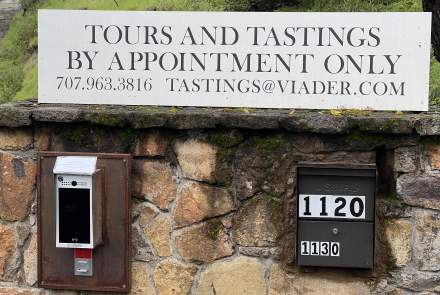 TOURS AND TASTINGS
BY APPOINTMENT ONLY
707.963.3816 TASTINGS@VIADER.COM
1120
1130